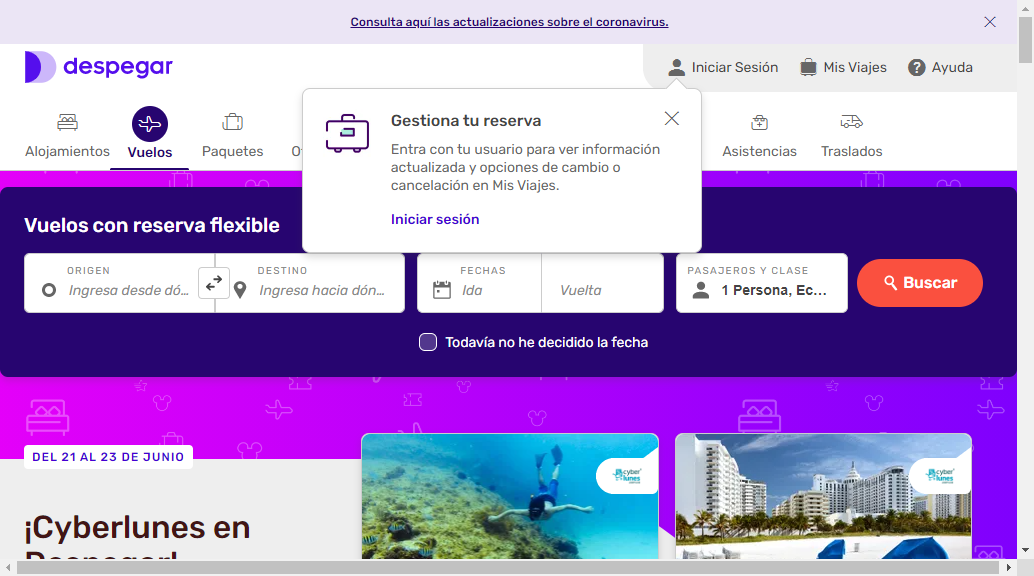 Consulta aquí las actualizaciones sobre el coronavirus.
despegar
Iniciar Sesión
Mis Viajes
Ayuda
Alojamientos
Vuelos
Paquetes
Asistencias
Traslados
Gestiona tu reserva
Entra con tu usuario para ver información
actualizada y opciones de cambio o
cancelación en Mis Viajes.
Iniciar sesión
Vuelos con reserva flexible
ORIGEN
Ingresa desde dó...
DESTINO
Ingresa hacia dón...
FECHAS
Ida
Vuelta
PASAJEROS Y CLASE
1 Persona, Ec...
Buscar
Todavía no he decidido la fecha
DEL 21 AL 23 DE JUNIO
¡Cyberlunes en
Despegar!
cyber
lunes
cyber
lunes